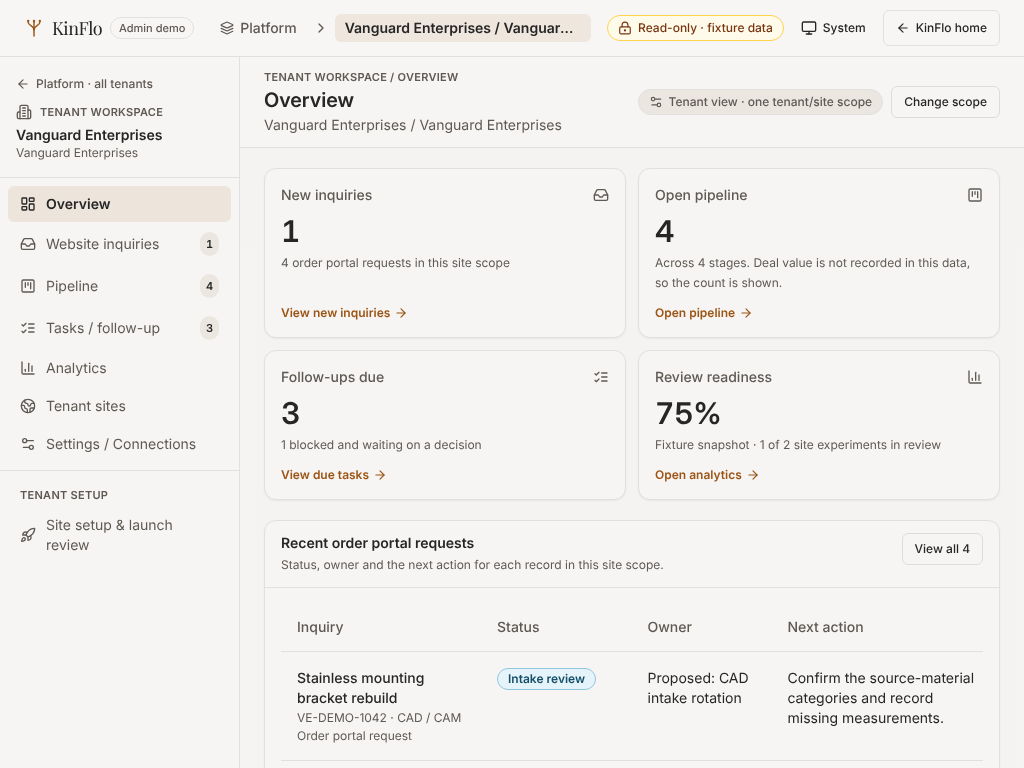 KinFlo
Admin demo
Platform
Vanguard Enterprises / Vanguar...
Read-only · fixture data
System
KinFlo home
Platform · all tenants
TENANT WORKSPACE
Vanguard Enterprises
Vanguard Enterprises
Overview
Website inquiries 1
Pipeline 4
Tasks / follow-up 3
Analytics
Tenant sites
Settings / Connections
TENANT SETUP
Site setup & launch
review
TENANT WORKSPACE / OVERVIEW
Overview
Vanguard Enterprises / Vanguard Enterprises
Tenant view · one tenant/site scope
Change scope
New inquiries
1
4 order portal requests in this site scope
View new inquiries →
Open pipeline
4
Across 4 stages. Deal value is not recorded in this data,
so the count is shown.
Open pipeline →
Follow-ups due
3
1 blocked and waiting on a decision
View due tasks →
Review readiness
75%
Fixture snapshot · 1 of 2 site experiments in review
Open analytics →
Recent order portal requests
Status, owner and the next action for each record in this site scope.
View all 4
Inquiry Status Owner Next action
Stainless mounting
bracket rebuild
VE-DEMO-1042 · CAD / CAM
Order portal request
Intake review
Proposed: CAD
intake rotation
Confirm the source-material
categories and record
missing measurements.